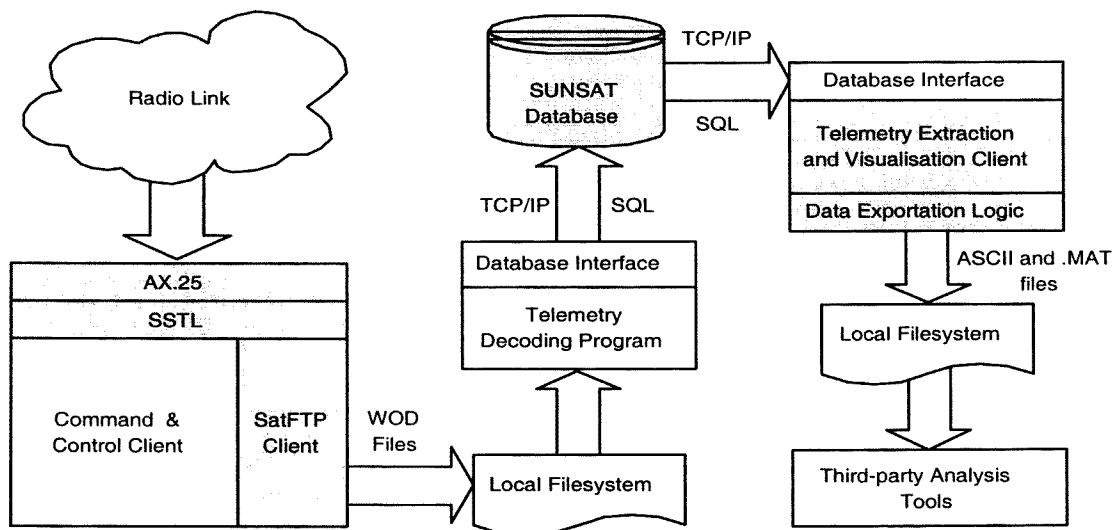 Radio Link
AX.25
SSTL
Command & 
Control Client
SatFTP
Client
WOD
Files
Local Filesystem
Telemetry
Decoding Program
Database Interface
TCP/IP
SQL
SUNSAT
Database
TCP/IP
SQL
Database Interface
Telemetry Extraction
and Visualisation Client
Data Exportation Logic
ASCII and .MAT
files
Local Filesystem
Third-party Analysis
Tools